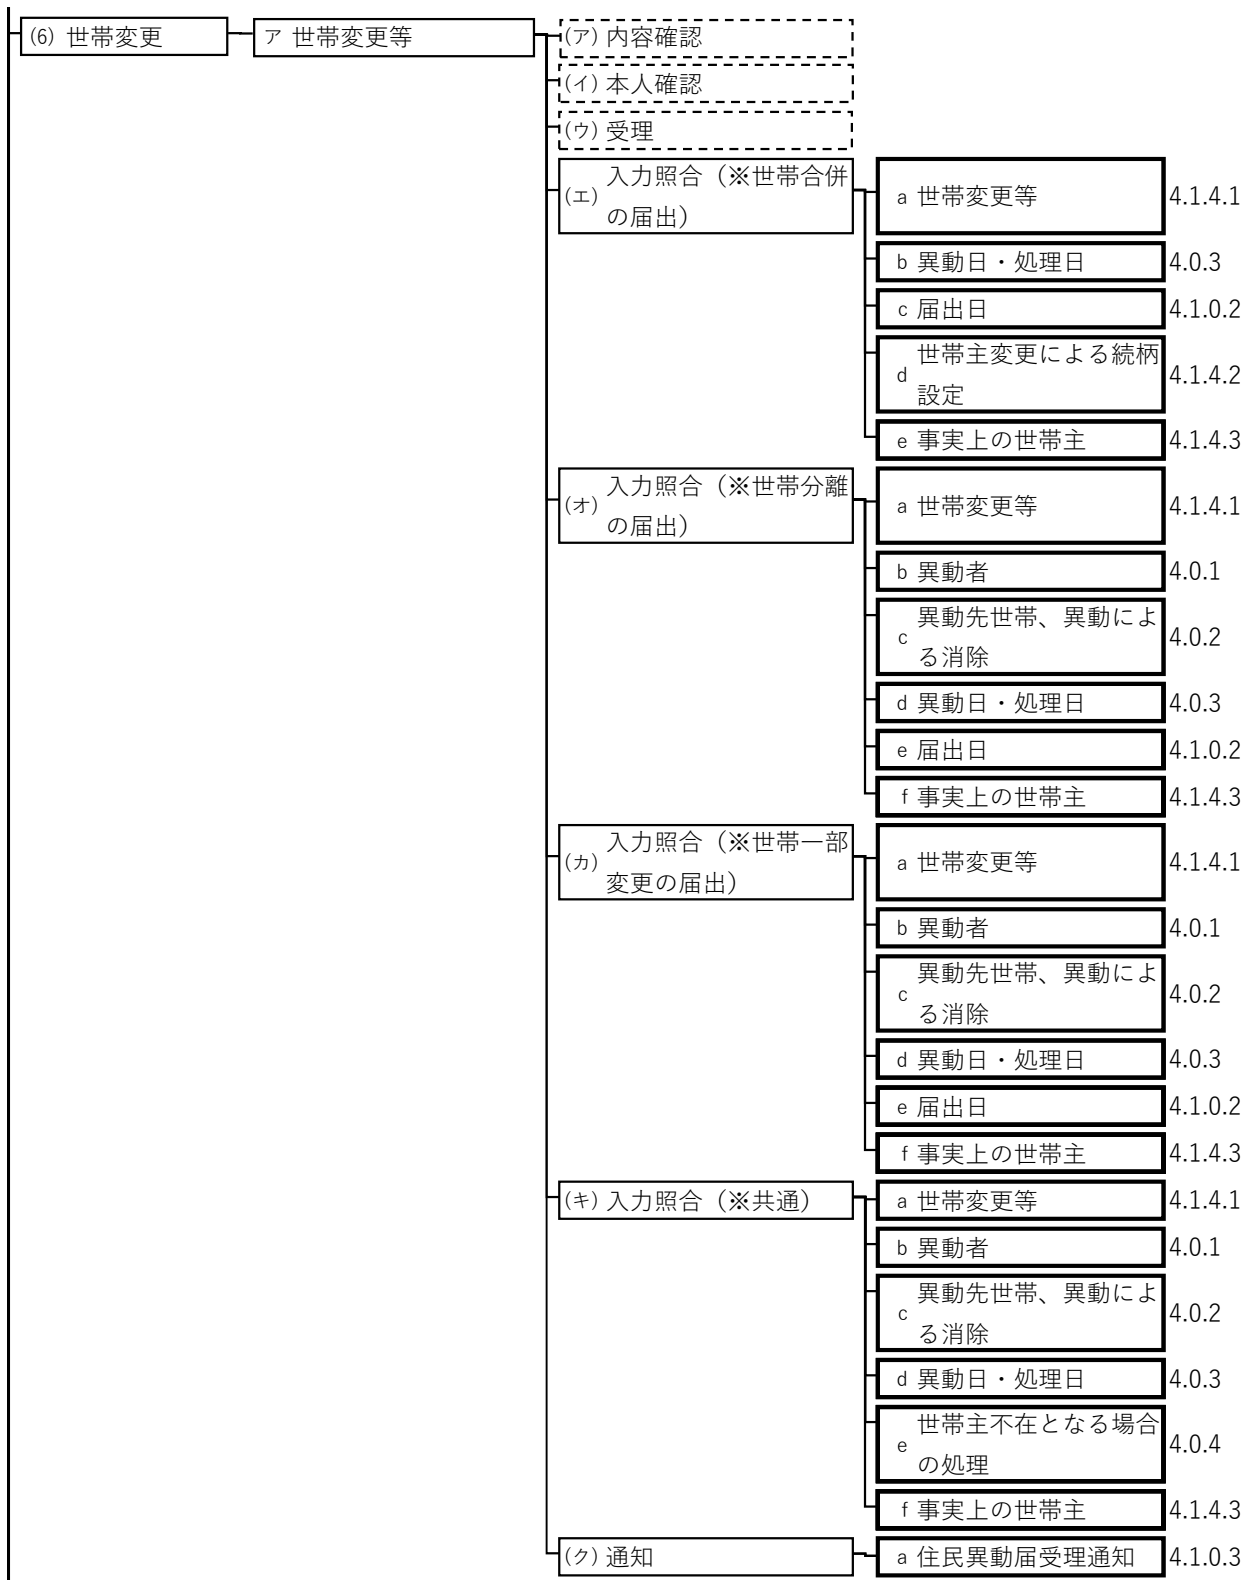 (6) 世帯変更
ア 世帯変更等
(ア) 内容確認
(イ) 本人確認
(ウ) 受理
(エ) 入力照合（※世帯合併
の届出）
a 世帯変更等 4.1.4.1
b 異動日・処理日 4.0.3
c 届出日 4.1.0.2
d 世帯主変更による続柄
設定 4.1.4.2
e 事実上の世帯主 4.1.4.3
(オ) 入力照合（※世帯分離
の届出）
a 世帯変更等 4.1.4.1
b 異動者 4.0.1
c 異動先世帯、異動によ
る消除 4.0.2
d 異動日・処理日 4.0.3
e 届出日 4.1.0.2
f 事実上の世帯主 4.1.4.3
(カ) 入力照合（※世帯一部
変更の届出）
a 世帯変更等 4.1.4.1
b 異動者 4.0.1
c 異動先世帯、異動によ
る消除 4.0.2
d 異動日・処理日 4.0.3
e 届出日 4.1.0.2
f 事実上の世帯主 4.1.4.3
(キ) 入力照合（※共通）
a 世帯変更等 4.1.4.1
b 異動者 4.0.1
c 異動先世帯、異動によ
る消除 4.0.2
d 異動日・処理日 4.0.3
e 世帯主不在となる場合
の処理 4.0.4
f 事実上の世帯主 4.1.4.3
(ク) 通知
a 住民異動届受理通知 4.1.0.3